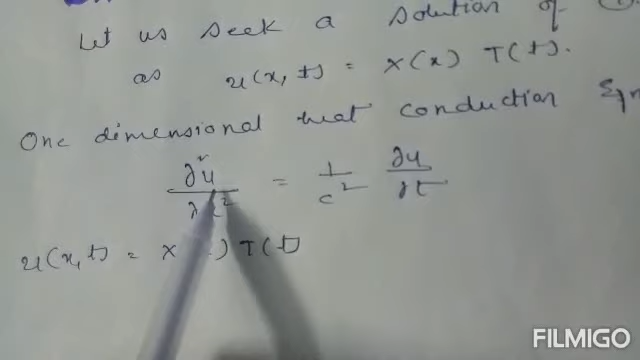 Let us seek a solution of
as u(x, t) = X(x) T(t).
One dimensional heat conduction Eqn
∂²u/∂x² = 1/c² ∂u/∂t
u(x, t) = X ) T(t)
FILMIGO